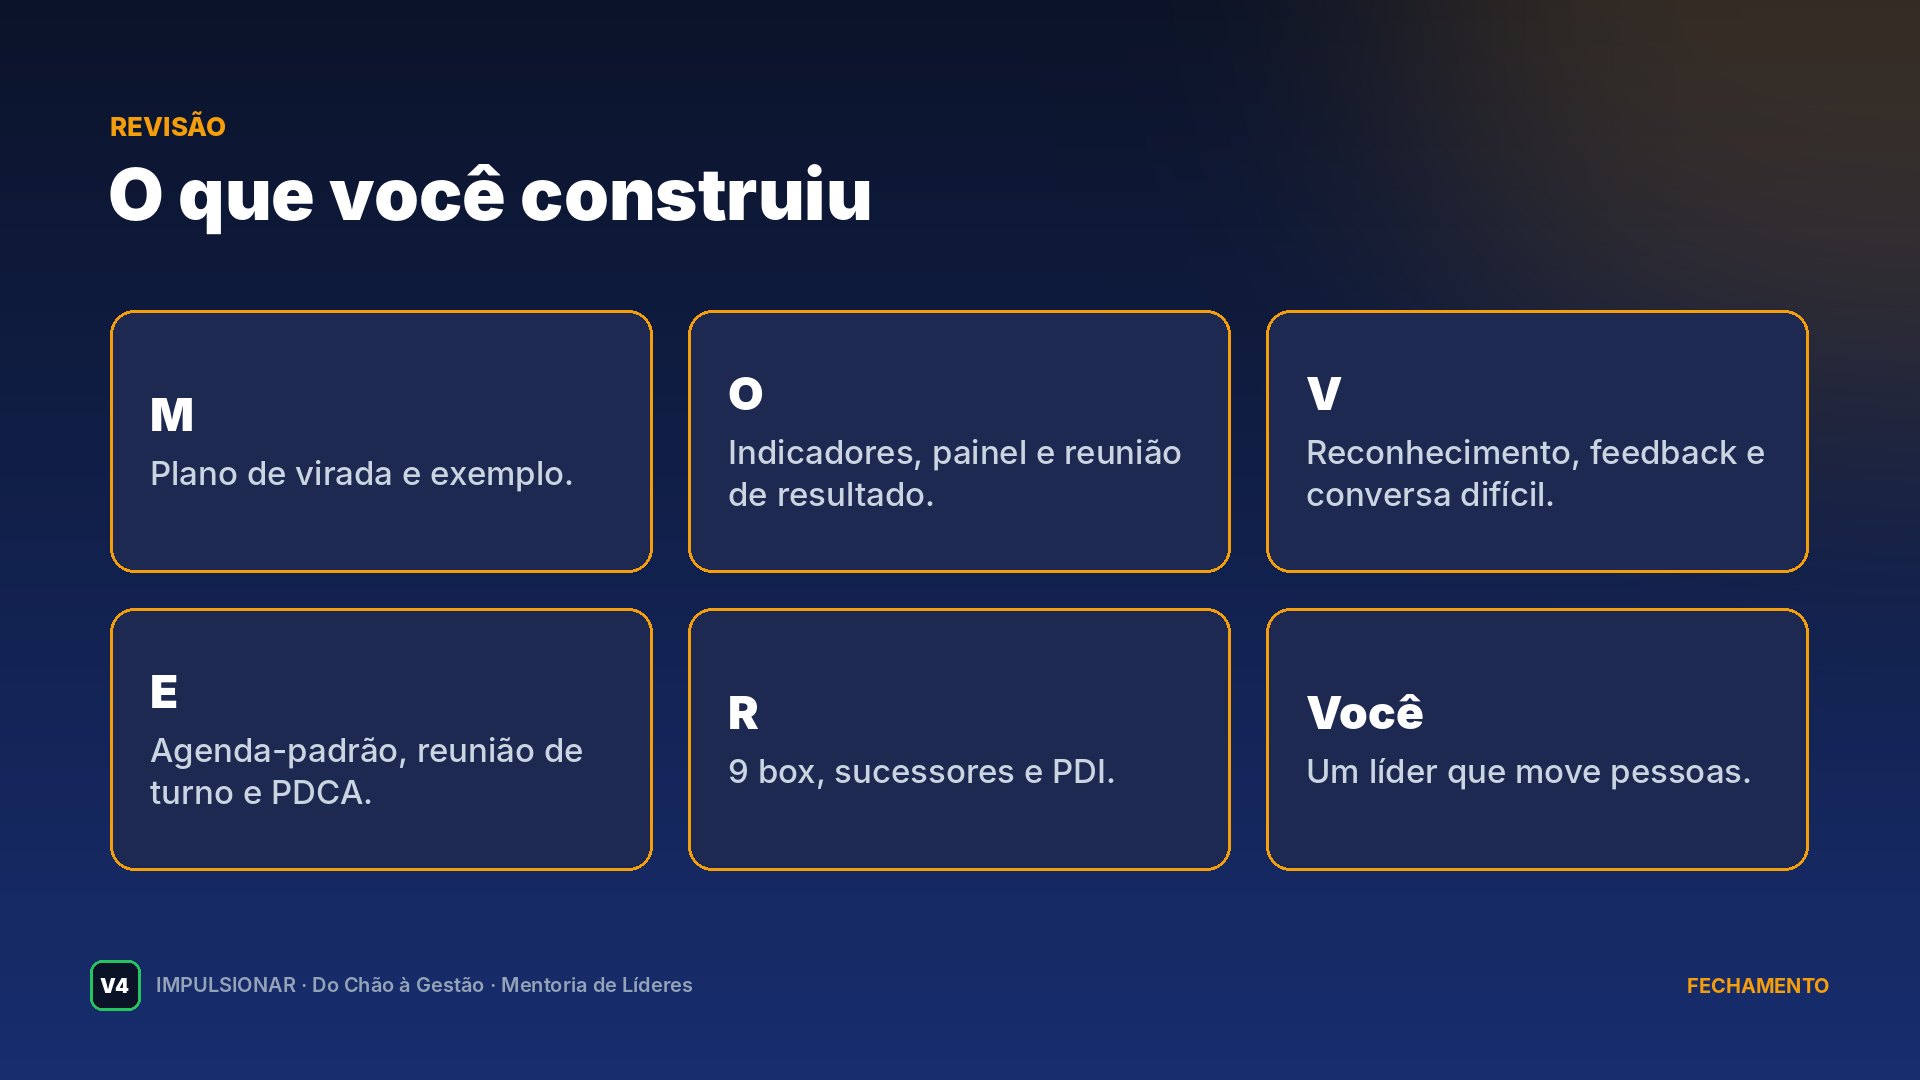 REVISÃO
O que você construiu
M
Plano de virada e exemplo.
O
Indicadores, painel e reunião
de resultado.
V
Reconhecimento, feedback e
conversa difícil.
E
Agenda-padrão, reunião de
turno e PDCA.
R
9 box, sucessores e PDI.
Você
Um líder que move pessoas.
V4
IMPULSIONAR · Do Chão à Gestão · Mentoria de Líderes
FECHAMENTO